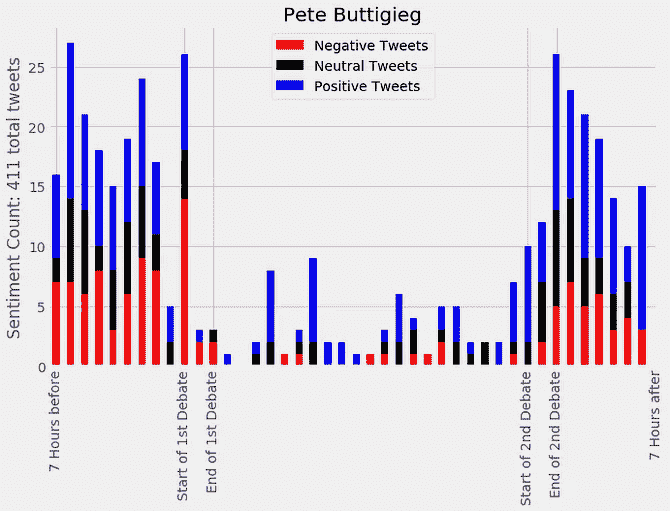 Pete Buttigieg
Negative Tweets
Neutral Tweets
Positive Tweets
Sentiment Count: 411 total tweets
25
20
15
10
5
0
7 Hours before
Start of 1st Debate
End of 1st Debate
Start of 2nd Debate
End of 2nd Debate
7 Hours after